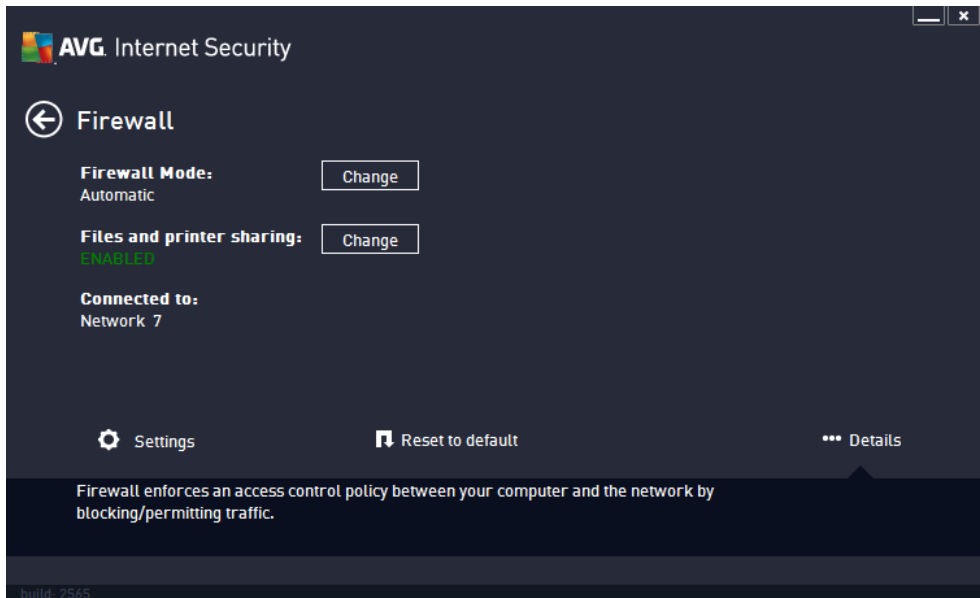 AVG. Internet Security
Firewall
Firewall Mode:
Automatic
Change
Files and printer sharing:
ENABLED
Change
Connected to:
Network 7
Settings
Reset to default
Details
Firewall enforces an access control policy between your computer and the network by
blocking/permitting traffic.
build: 2565